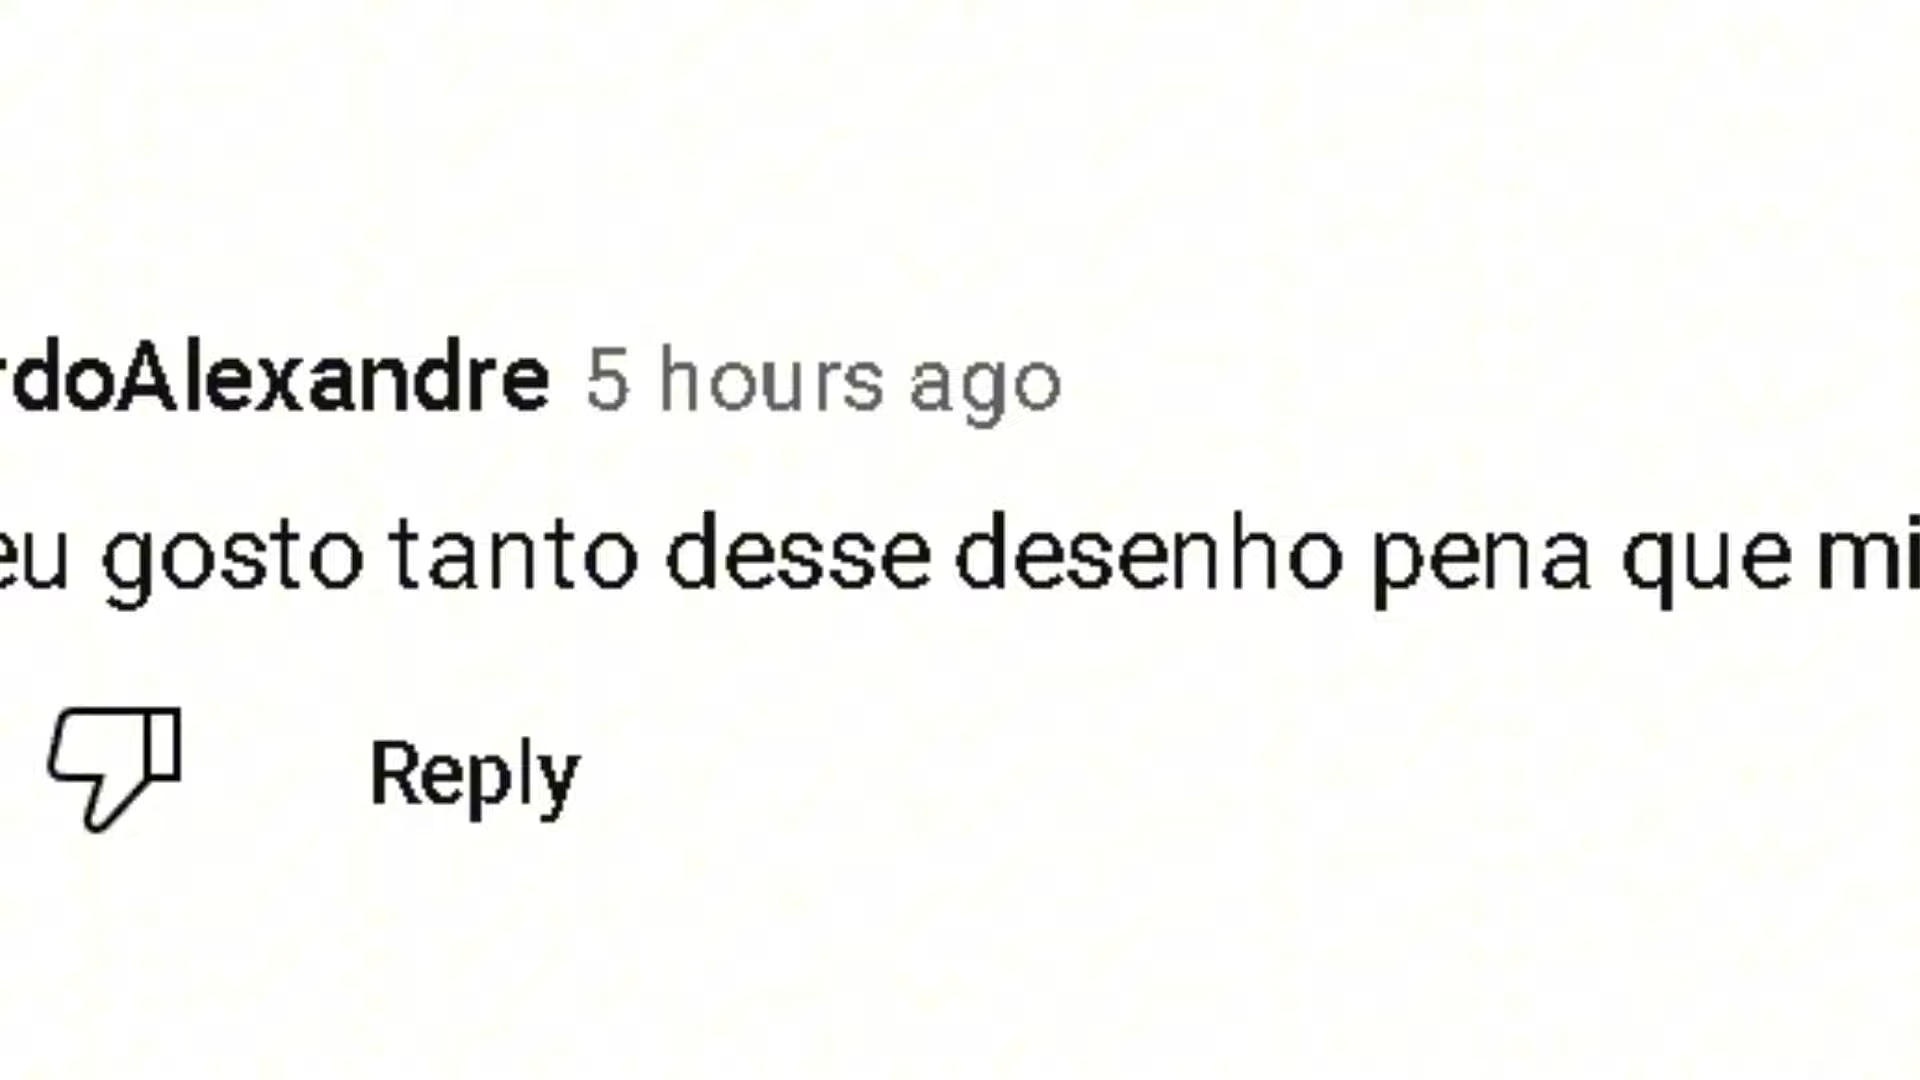 rdoAlexandre 5 hours ago
eu gosto tanto desse desenho pena que mi
Reply